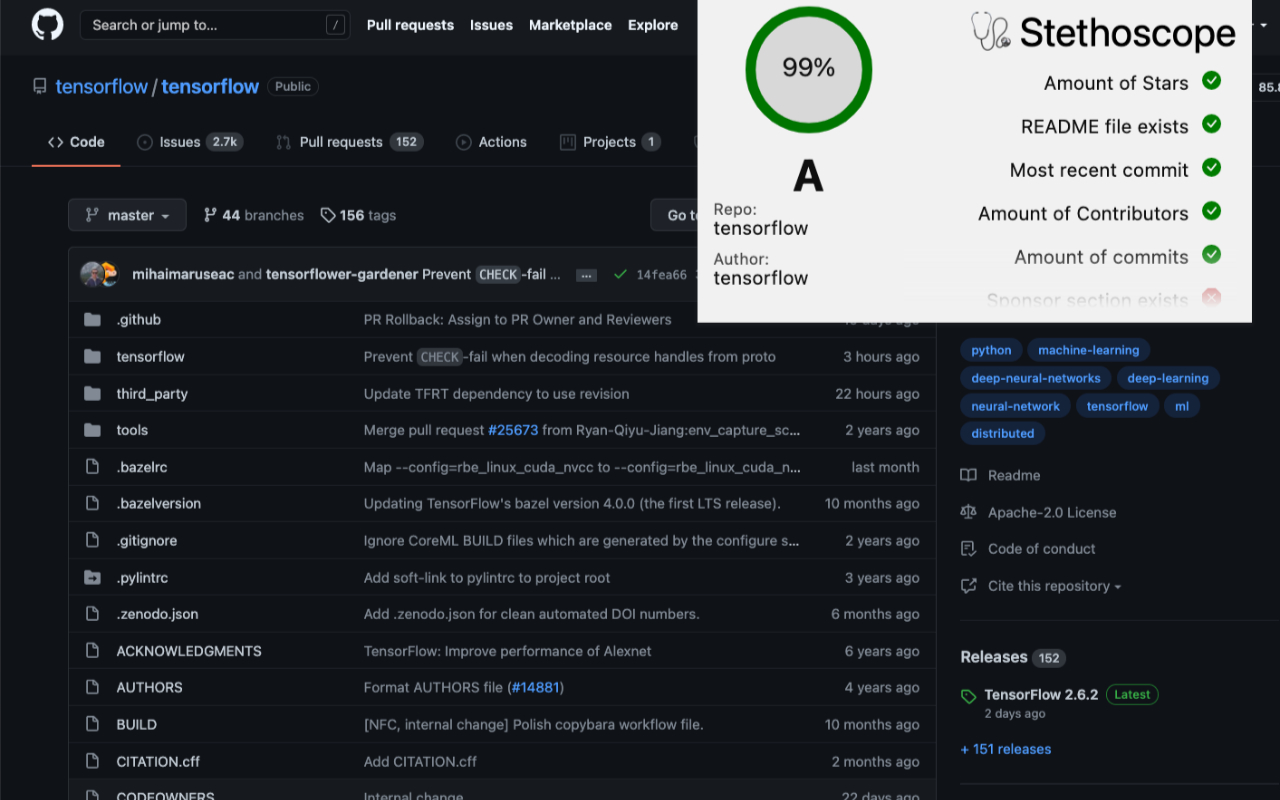 Search or jump to... /
Pull requests Issues Marketplace Explore
tensorflow / tensorflow Public
Code Issues 2.7k Pull requests 152 Actions Projects 1
master 44 branches 156 tags Go to
mihaimaruseac and tensorflower-gardener Prevent CHECK-fail ... ... 14fea66
.github PR Rollback: Assign to PR Owner and Reviewers days ago
tensorflow Prevent CHECK-fail when decoding resource handles from proto 3 hours ago
third_party Update TFRT dependency to use revision 22 hours ago
tools Merge pull request #25673 from Ryan-Qiyu-Jiang:env_capture_sc... 2 years ago
.bazelrc Map --config=rbe_linux_cuda_nvcc to --config=rbe_linux_cuda_n... last month
.bazelversion Updating TensorFlow's bazel version 4.0.0 (the first LTS release). 10 months ago
.gitignore Ignore CoreML BUILD files which are generated by the configure s... 2 years ago
.pylintrc Add soft-link to pylintrc to project root 3 years ago
.zenodo.json Add .zenodo.json for clean automated DOI numbers. 6 months ago
ACKNOWLEDGMENTS TensorFlow: Improve performance of Alexnet 6 years ago
AUTHORS Format AUTHORS file (#14881) 4 years ago
BUILD [NFC, internal change] Polish copybara workflow file. 10 months ago
CITATION.cff Add CITATION.cff 2 months ago
CODEOWNERS Internal change 22 days ago
99%
A
Repo:
tensorflow
Author:
tensorflow
Stethoscope
Amount of Stars
README file exists
Most recent commit
Amount of Contributors
Amount of commits
Sponsor section exists
85.8
python machine-learning
deep-neural-networks deep-learning
neural-network tensorflow ml
distributed
Readme
Apache-2.0 License
Code of conduct
Cite this repository
Releases 152
TensorFlow 2.6.2 Latest
2 days ago
+ 151 releases